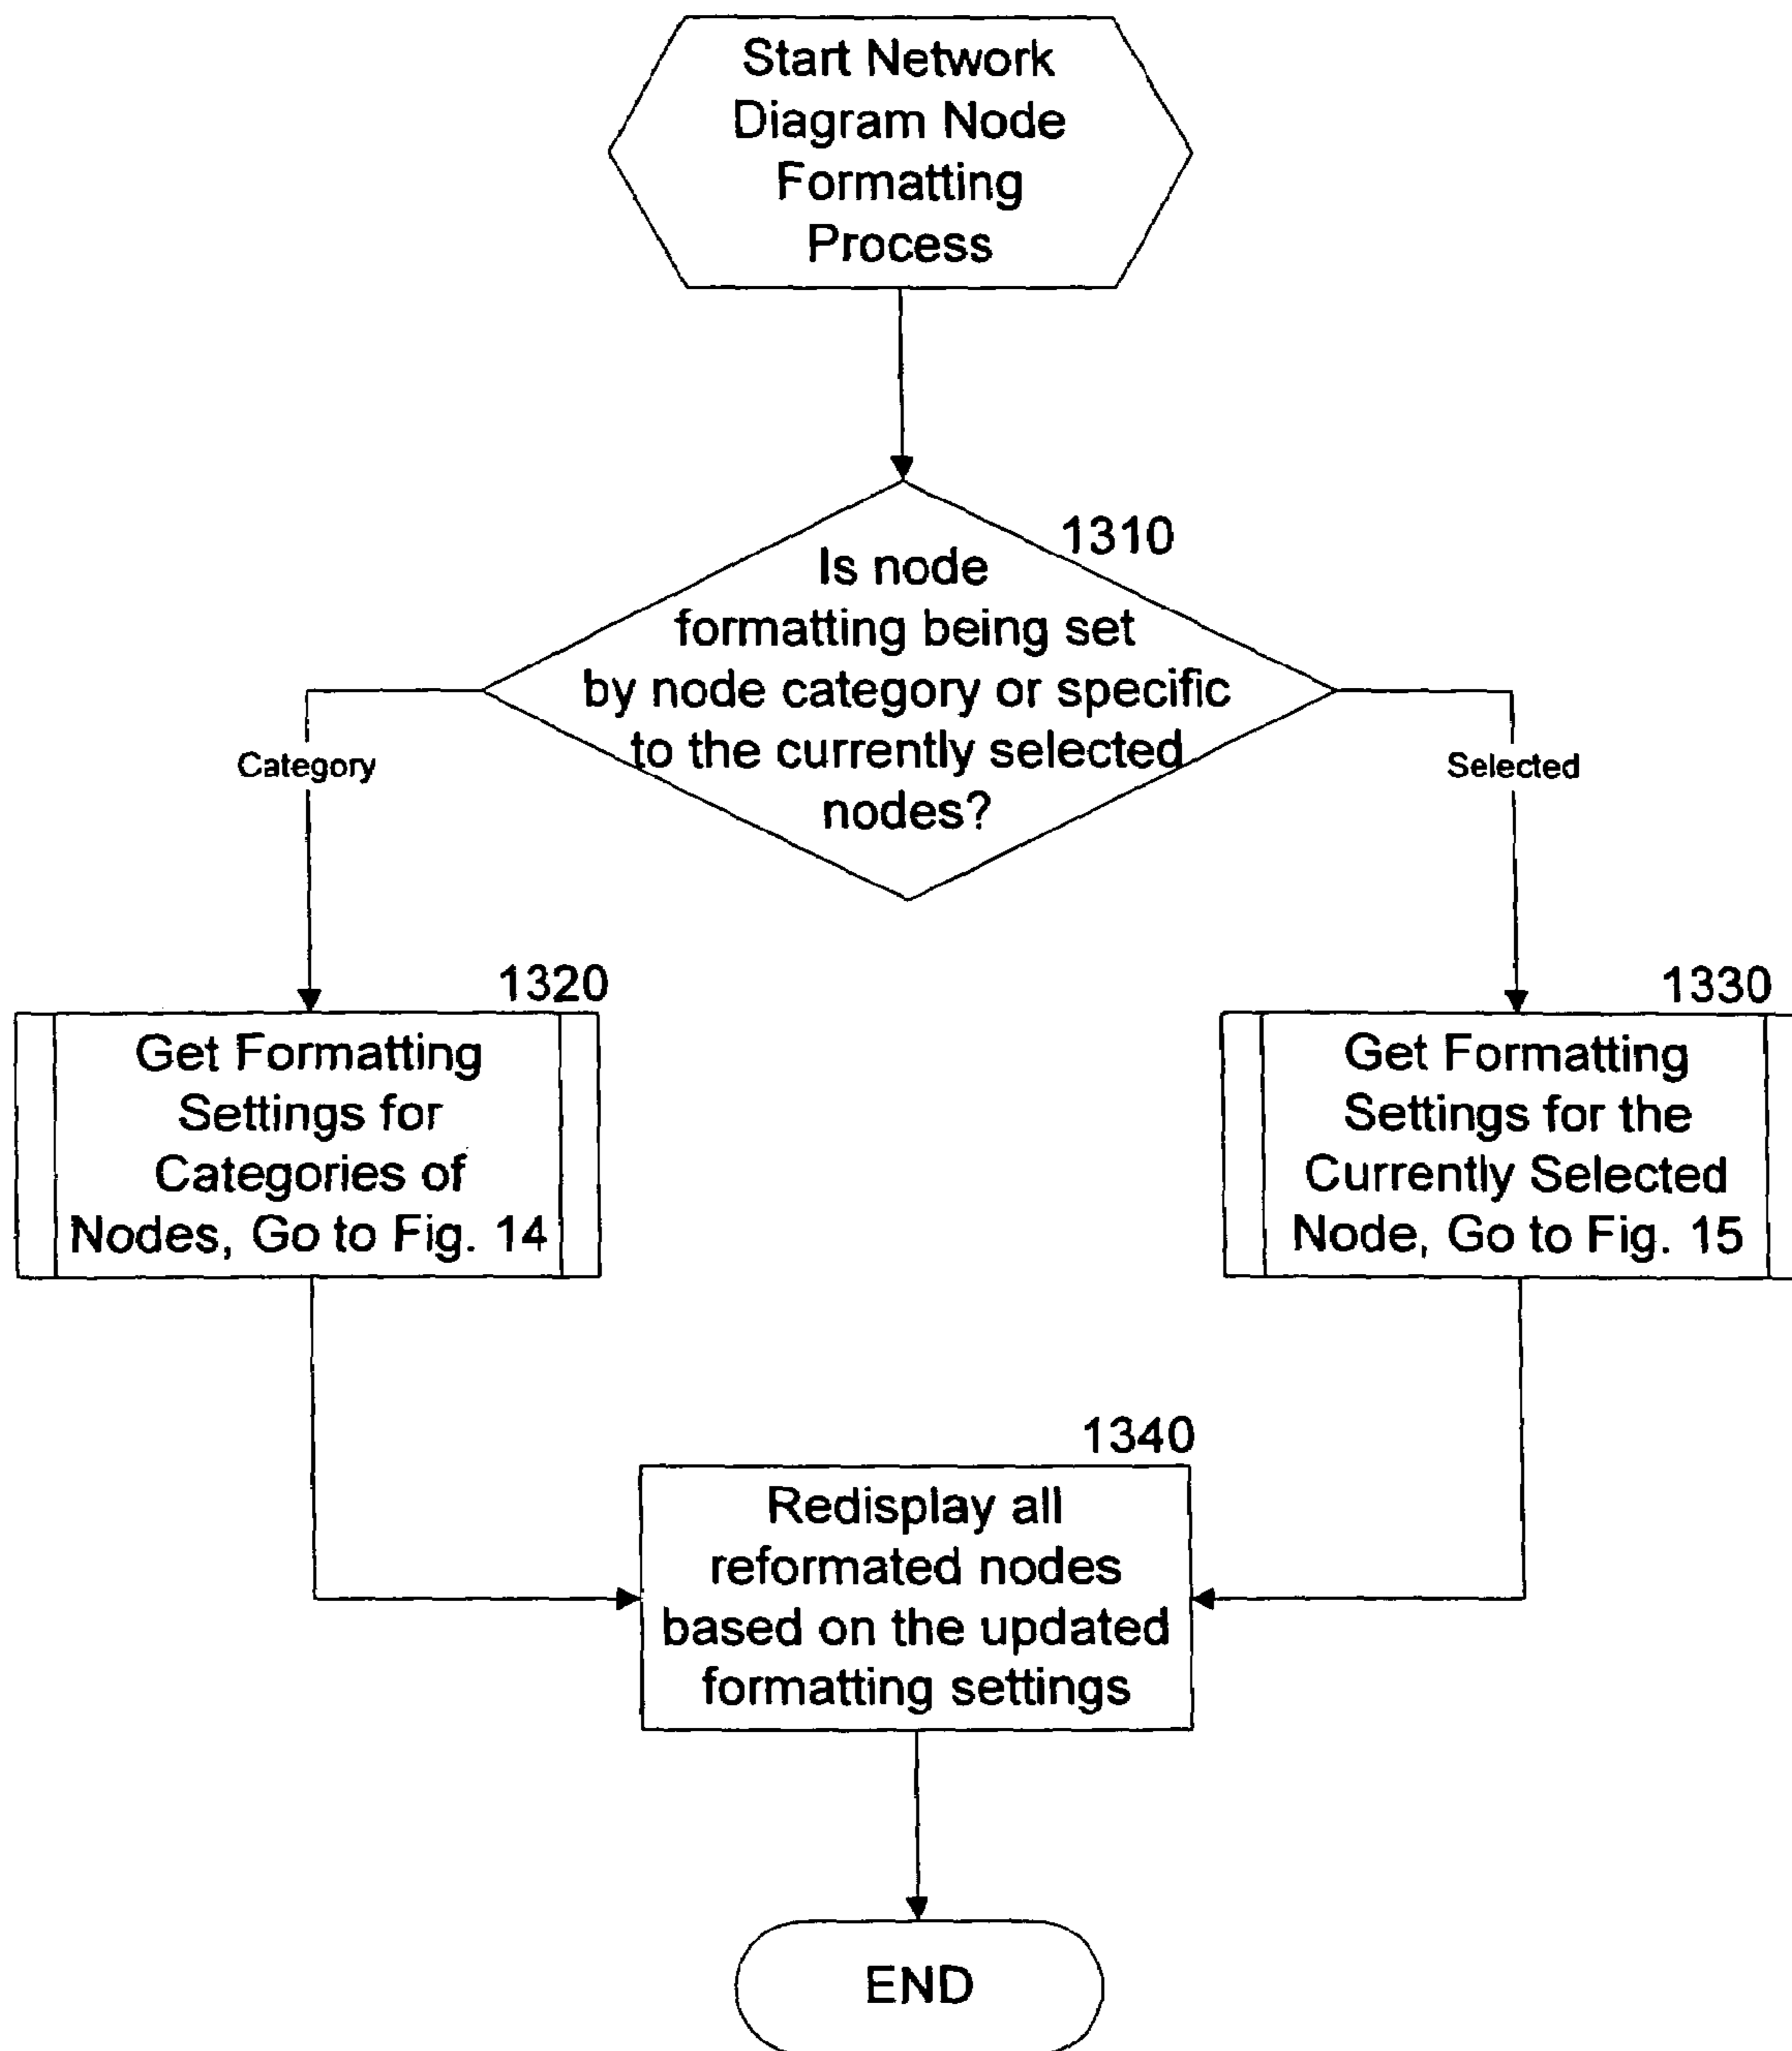 Start Network
Diagram Node
Formatting
Process
1310
Is node
formatting being set
by node category or specific
to the currently selected
nodes?
Category
Selected
1320
Get Formatting
Settings for
Categories of
Nodes, Go to Fig. 14
1330
Get Formatting
Settings for the
Currently Selected
Node, Go to Fig. 15
1340
Redisplay all
reformated nodes
based on the updated
formatting settings
END